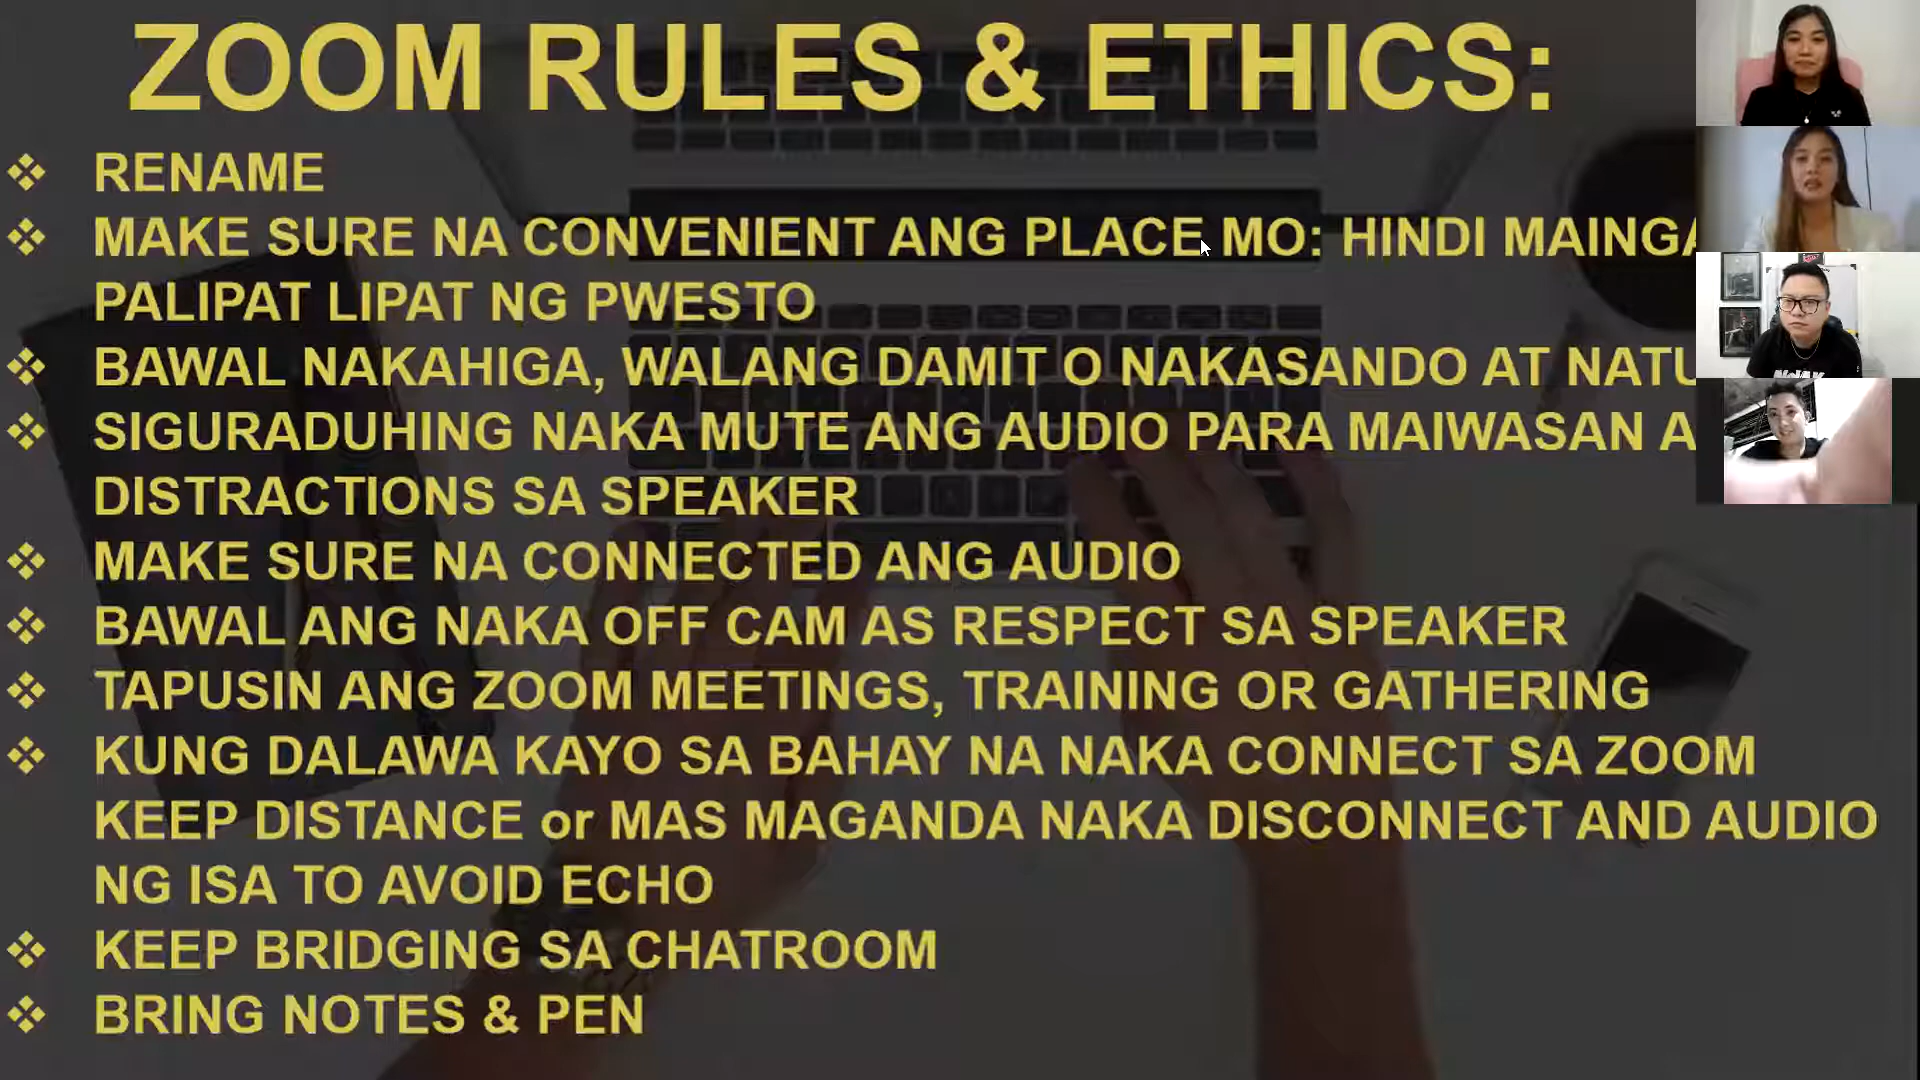 ZOOM RULES & ETHICS:
❖ RENAME
❖ MAKE SURE NA CONVENIENT ANG PLACE MO: HINDI
PALIPAT LIPAT NG PWESTO
❖ BAWAL NAKAHIGA, WALANG DAMIT O NAKASANDO AT
❖ SIGURADUHING NAKA MUTE ANG AUDIO PARA MAIWASAN
DISTRACTIONS SA SPEAKER
❖ MAKE SURE NA CONNECTED ANG AUDIO
❖ BAWAL ANG NAKA OFF CAM AS RESPECT SA SPEAKER
❖ TAPUSIN ANG ZOOM MEETINGS, TRAINING OR GATHERING
❖ KUNG DALAWA KAYO SA BAHAY NA NAKA CONNECT SA ZOOM
KEEP DISTANCE or MAS MAGANDA NAKA DISCONNECT AND AUDIO
NG ISA TO AVOID ECHO
❖ KEEP BRIDGING SA CHATROOM
❖ BRING NOTES & PEN